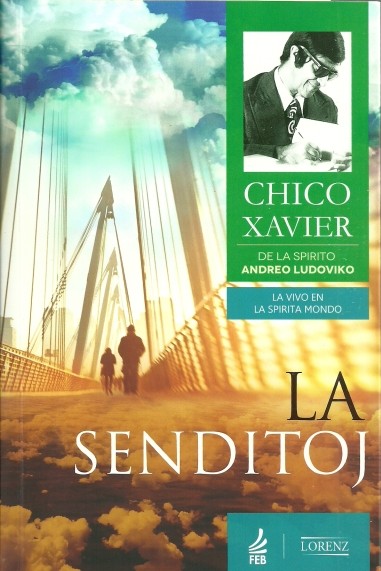 CHICO
XAVIER
DE LA SPIRITO
ANDREO LUDOVIKO
LA VIVO EN
LA SPIRITA MONDO
LA
SENDITOJ
FEB
LORENZ